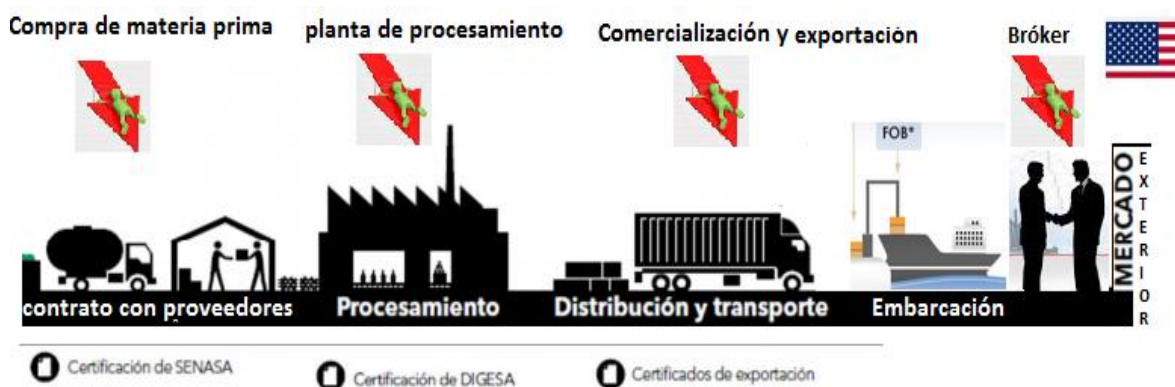 Compra de materia prima
planta de procesamiento
Comercialización y exportación
Bróker
FOB*
MERCADO
EXTERIOR
contrato con proveedores
Procesamiento
Distribución y transporte
Embarcación
Certificación de SENASA
Certificación de DIGESA
Certificados de exportación